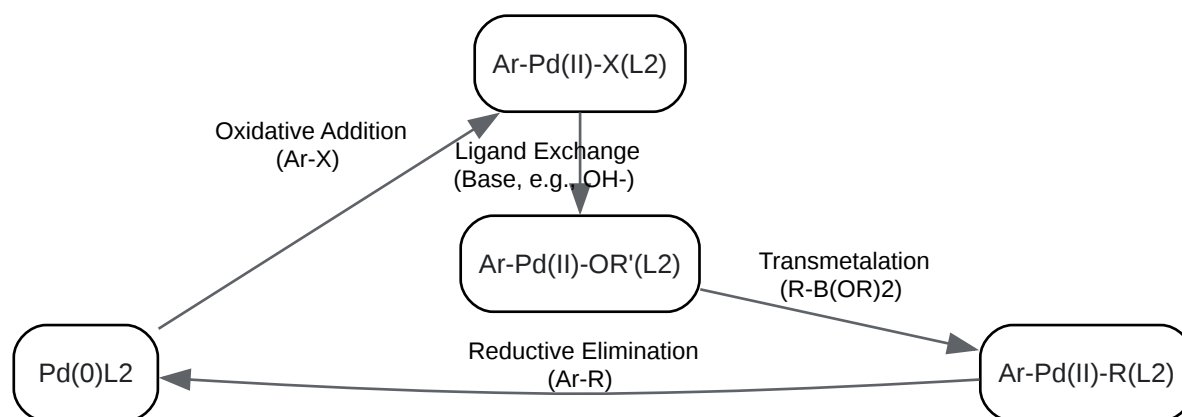 Ar-Pd(II)-X(L2)
Oxidative Addition
(Ar-X)
Ligand Exchange
(Base, e.g., OH-)
Ar-Pd(II)-OR'(L2)
Transmetalation
(R-B(OR)2)
Reductive Elimination
(Ar-R)
Pd(0)L2
Ar-Pd(II)-R(L2)